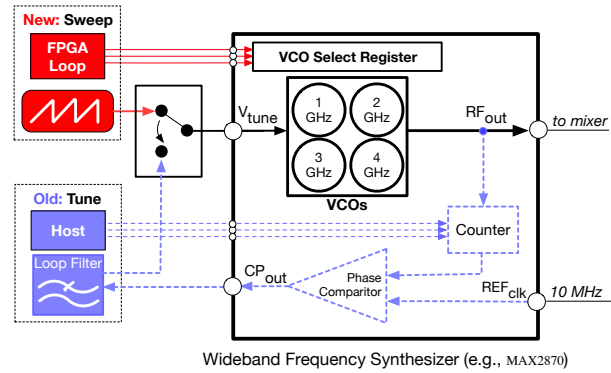 New: Sweep
FPGA
Loop
VCO Select Register
V tune
1
GHz
2
GHz
3
GHz
4
GHz
VCOs
RF out
to mixer
Old: Tune
Host
Loop Filter
Counter
CP out
Phase
Comparitor
REF clk
10 MHz
Wideband Frequency Synthesizer (e.g., MAX2870)